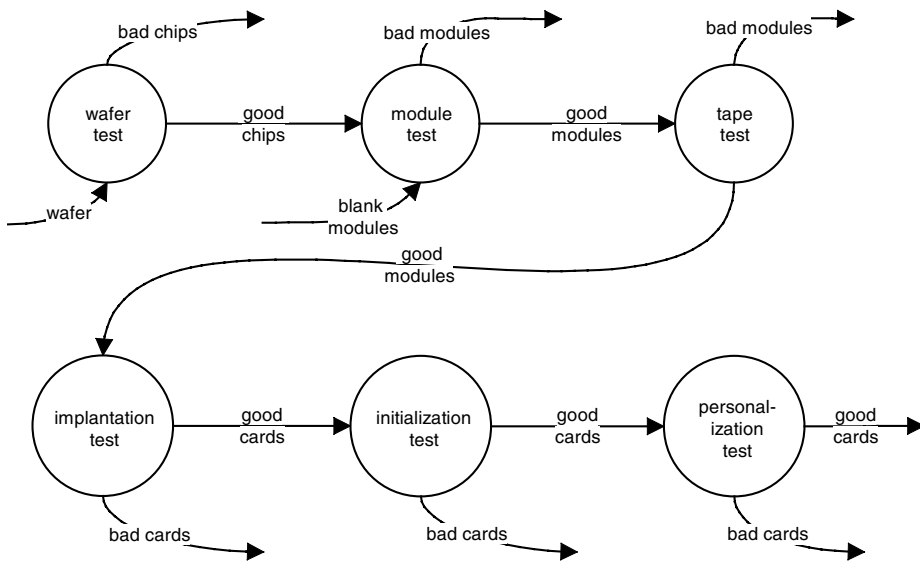 bad chips
bad modules
bad modules
wafer
test
good
chips
module
test
good
modules
tape
test
wafer
blank
modules
good
modules
implantation
test
good
cards
initialization
test
good
cards
personal-
ization
test
good
cards
bad cards
bad cards
bad cards